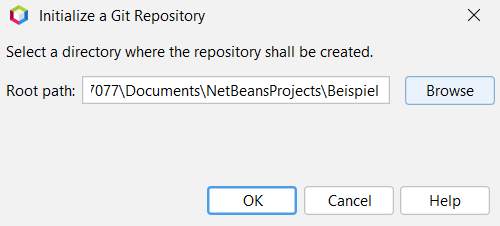 Initialize a Git Repository
Select a directory where the repository shall be created.
Root path: 7077\Documents\NetBeansProjects\Beispiel Browse
OK Cancel Help